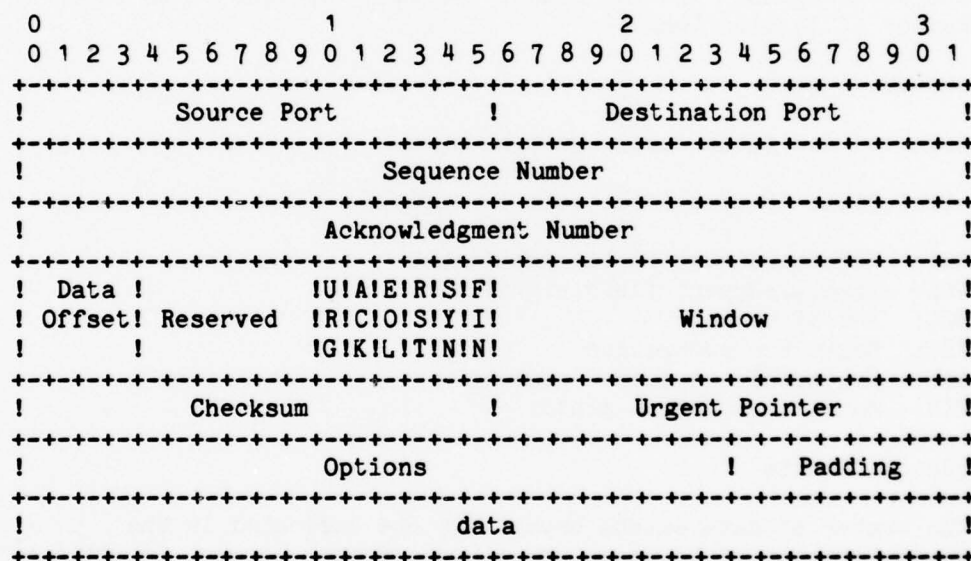 0                   1                   2                   3
 0 1 2 3 4 5 6 7 8 9 0 1 2 3 4 5 6 7 8 9 0 1 2 3 4 5 6 7 8 9 0 1
+-+-+-+-+-+-+-+-+-+-+-+-+-+-+-+-+-+-+-+-+-+-+-+-+-+-+-+-+-+-+-+-+
!          Source Port          !       Destination Port        !
+-+-+-+-+-+-+-+-+-+-+-+-+-+-+-+-+-+-+-+-+-+-+-+-+-+-+-+-+-+-+-+-+
!                        Sequence Number                        !
+-+-+-+-+-+-+-+-+-+-+-+-+-+-+-+-+-+-+-+-+-+-+-+-+-+-+-+-+-+-+-+-+
!                    Acknowledgment Number                      !
+-+-+-+-+-+-+-+-+-+-+-+-+-+-+-+-+-+-+-+-+-+-+-+-+-+-+-+-+-+-+-+-+
!  Data !           !U!A!E!R!S!F!                               !
! Offset! Reserved  !R!C!O!S!Y!I!            Window             !
!       !           !G!K!L!T!N!N!                               !
+-+-+-+-+-+-+-+-+-+-+-+-+-+-+-+-+-+-+-+-+-+-+-+-+-+-+-+-+-+-+-+-+
!           Checksum            !         Urgent Pointer        !
+-+-+-+-+-+-+-+-+-+-+-+-+-+-+-+-+-+-+-+-+-+-+-+-+-+-+-+-+-+-+-+-+
!                    Options                    !    Padding    !
+-+-+-+-+-+-+-+-+-+-+-+-+-+-+-+-+-+-+-+-+-+-+-+-+-+-+-+-+-+-+-+-+
!                             data                              !
+-+-+-+-+-+-+-+-+-+-+-+-+-+-+-+-+-+-+-+-+-+-+-+-+-+-+-+-+-+-+-+-+